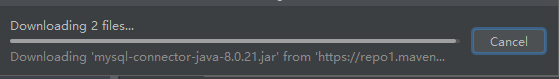 Downloading 2 files...
Cancel
Downloading 'mysql-connector-java-8.0.21.jar' from 'https://repo1.maven...